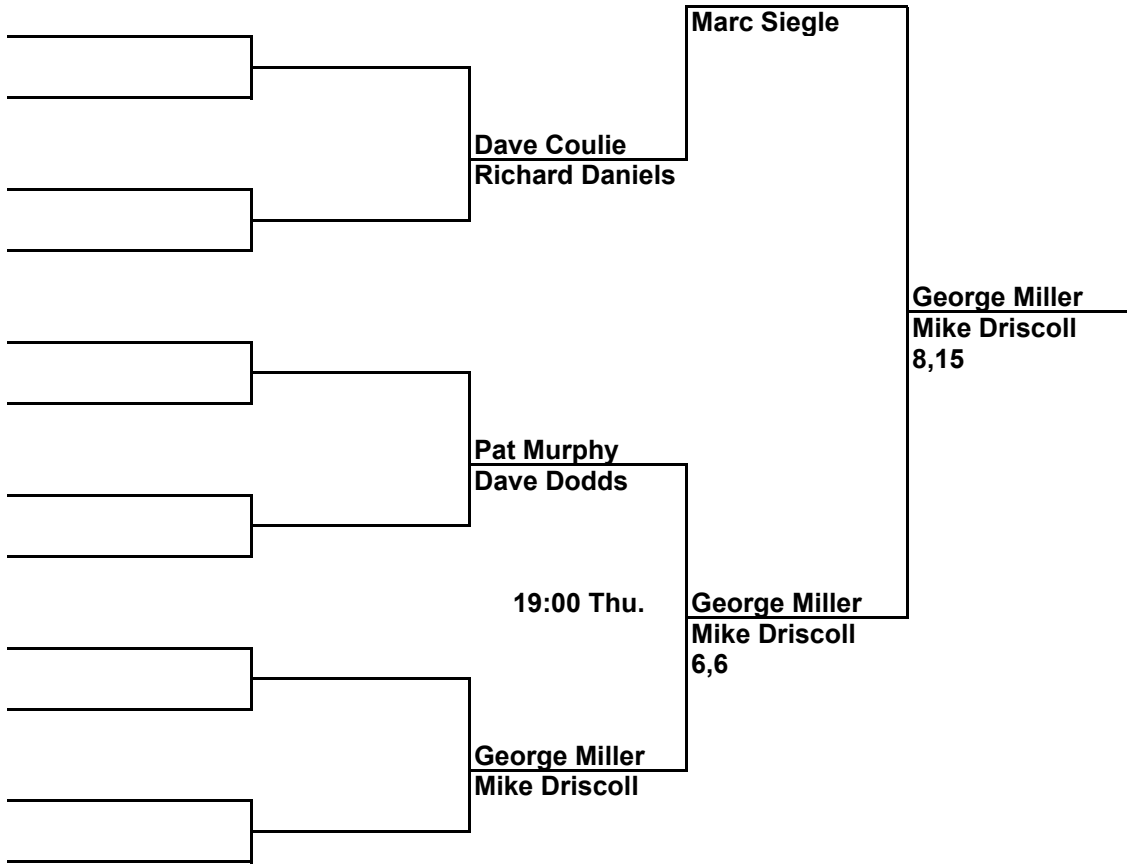 Marc Siegle
Dave Coulie
Richard Daniels
George Miller
Mike Driscoll
8,15
Pat Murphy
Dave Dodds
19:00 Thu.
George Miller
Mike Driscoll
6,6
George Miller
Mike Driscoll